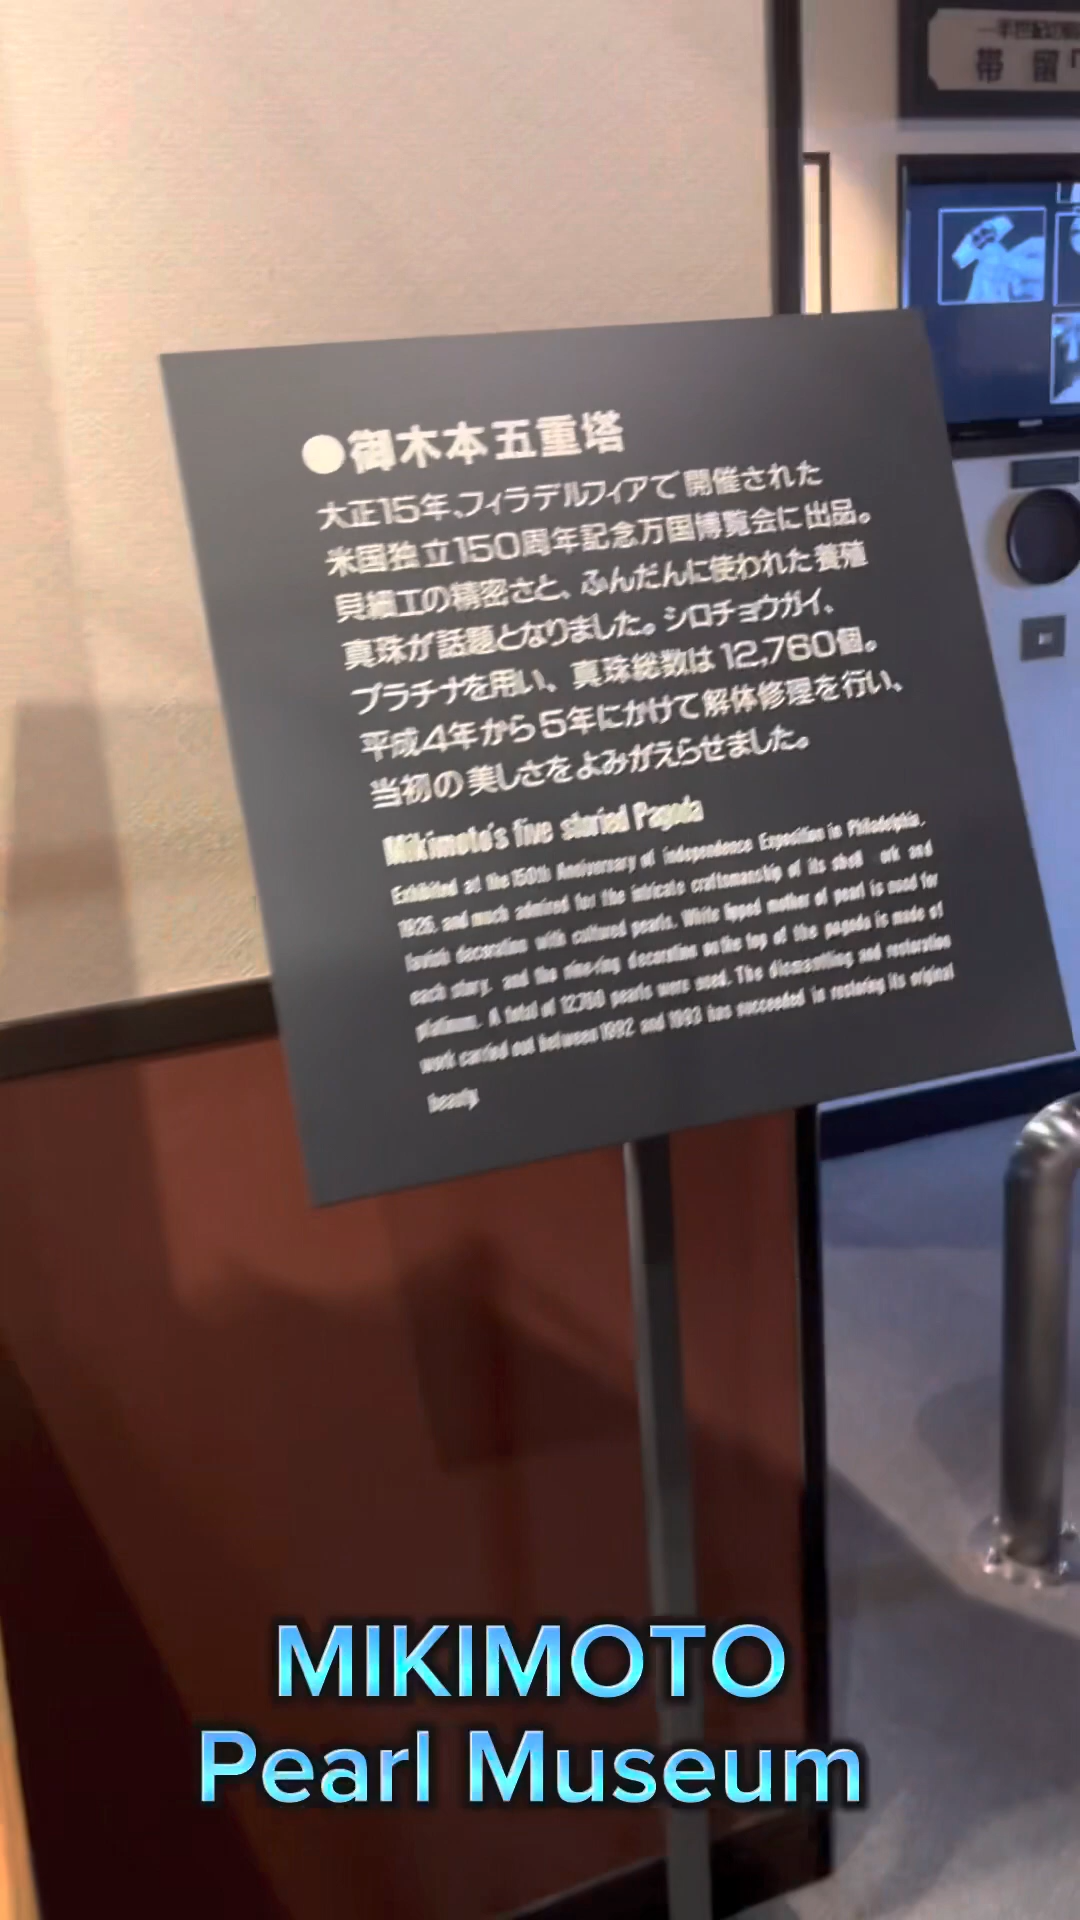 一半世紀の
帯 留「
●御木本五重塔
大正15年、フィラデルフィアで開催された
米国独立150周年記念万国博覧会に出品。
貝細工の精密さと、ふんだんに使われた養殖
真珠が話題となりました。シロチョウガイ、
プラチナを用い、真珠総数は12,760個。
平成4年から5年にかけて解体修理を行い、
当初の美しさをよみがえらせました。
Mikimoto's five storied Pagoda
Exhibited at the 150th Anniversary of Independence Exposition in Philadelphia,
1926, and much admired for the intricate craftsmanship of its shell ork and
lavish decoration with cultured pearls. White lipped mother of pearl is used for
each story, and the nine-ring decoration on the top of the pagoda is made of
platinum. A total of 12,760 pearls were used. The dismantling and restoration
work carried out between 1992 and 1993 has succeeded in restoring its original
beauty.
MIKIMOTO
Pearl Museum